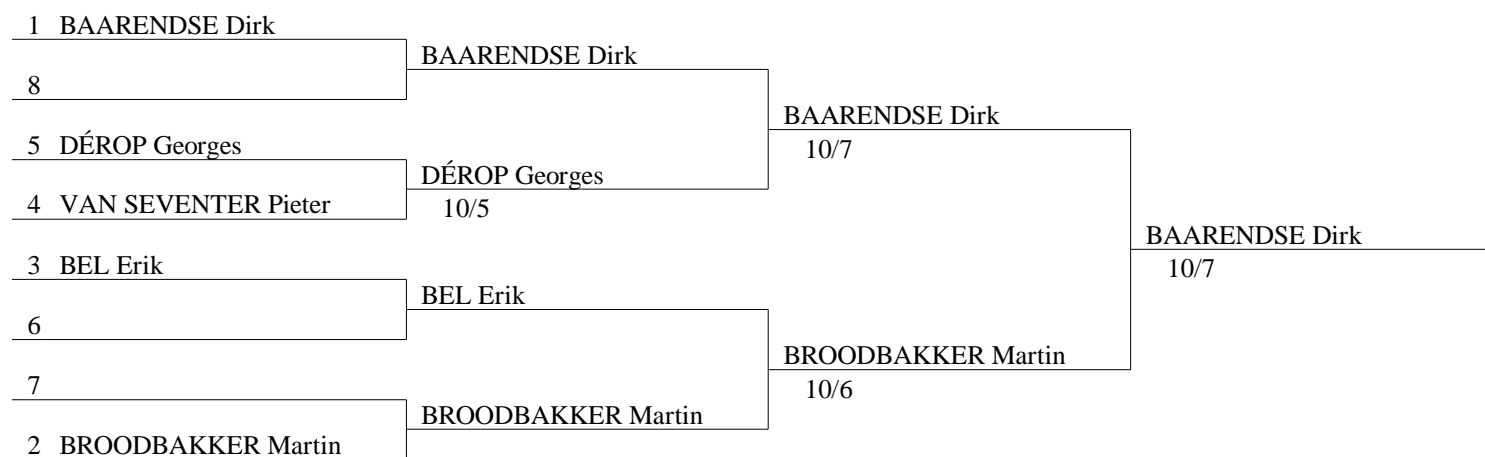 1 BAARENDSE Dirk
BAARENDSE Dirk
8
BAARENDSE Dirk
10/7
5 DÉROP Georges
DÉROP Georges
10/5
4 VAN SEVENTER Pieter
BAARENDSE Dirk
10/7
3 BEL Erik
BEL Erik
6
BROODBAKKER Martin
10/6
7
BROODBAKKER Martin
2 BROODBAKKER Martin